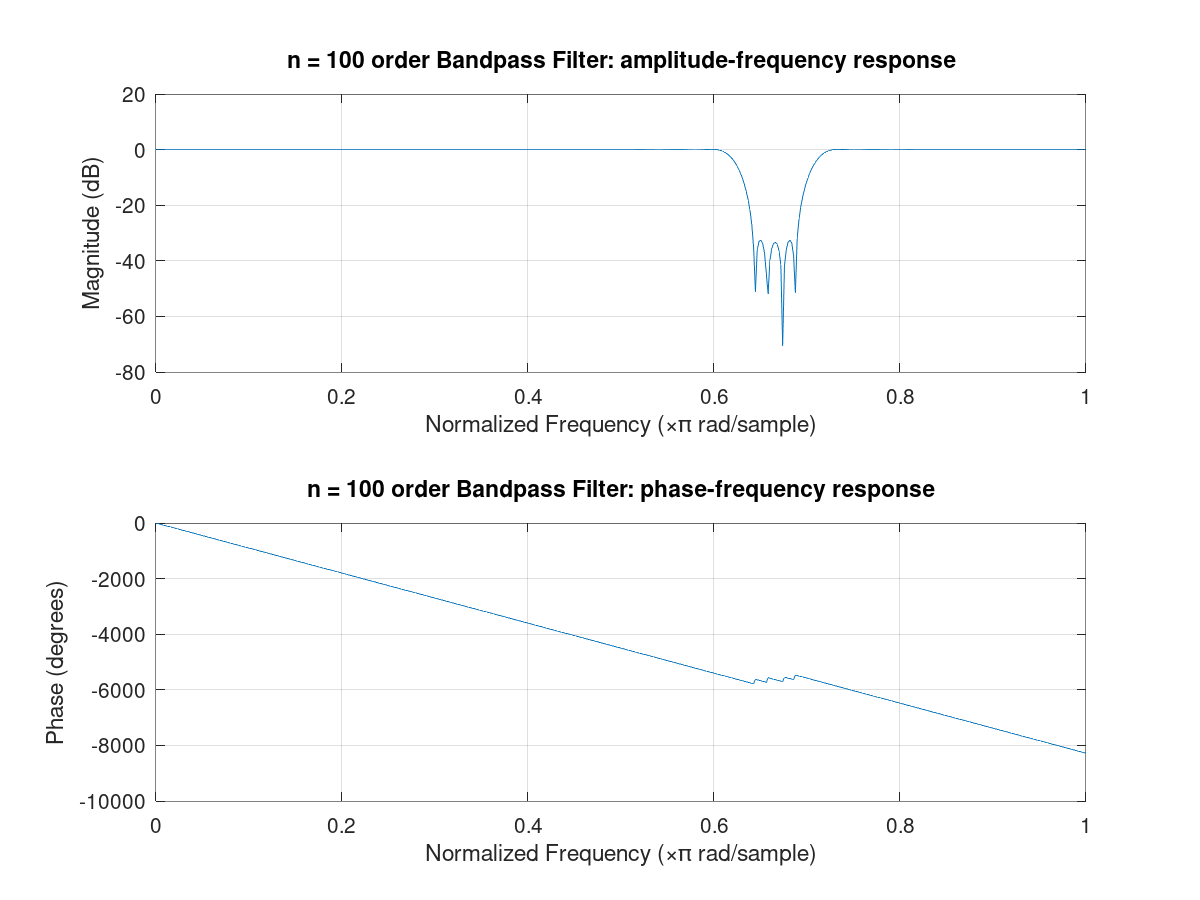 n = 100 order Bandpass Filter: amplitude-frequency response
20
0
-20
-40
-60
-80
Magnitude (dB)
0 0.2 0.4 0.6 0.8 1
Normalized Frequency (×π rad/sample)
n = 100 order Bandpass Filter: phase-frequency response
0
-2000
-4000
-6000
-8000
-10000
Phase (degrees)
0 0.2 0.4 0.6 0.8 1
Normalized Frequency (×π rad/sample)